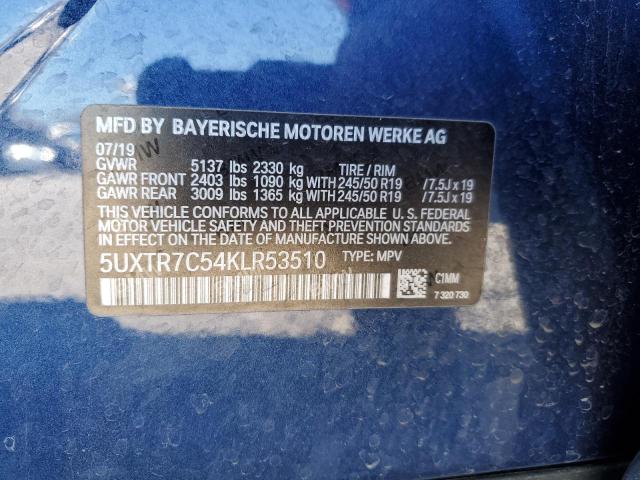 MFD BY BAYERISCHE MOTOREN WERKE AG
07/19
GVWR 5137 lbs 2330 kg TIRE / RIM
GAWR FRONT 2403 lbs 1090 kg WITH 245/50 R19 / 7.5J x 19
GAWR REAR 3009 lbs 1365 kg WITH 245/50 R19 / 7.5J x 19
THIS VEHICLE CONFORMS TO ALL APPLICABLE U. S. FEDERAL
MOTOR VEHICLE SAFETY, BUMPER, AND THEFT PREVENTION
STANDARDS IN EFFECT ON THE DATE OF MANUFACTURE SHOWN ABOVE.
5UXTR7C54KLR53510 TYPE: MPV
C1MM
7 320 730